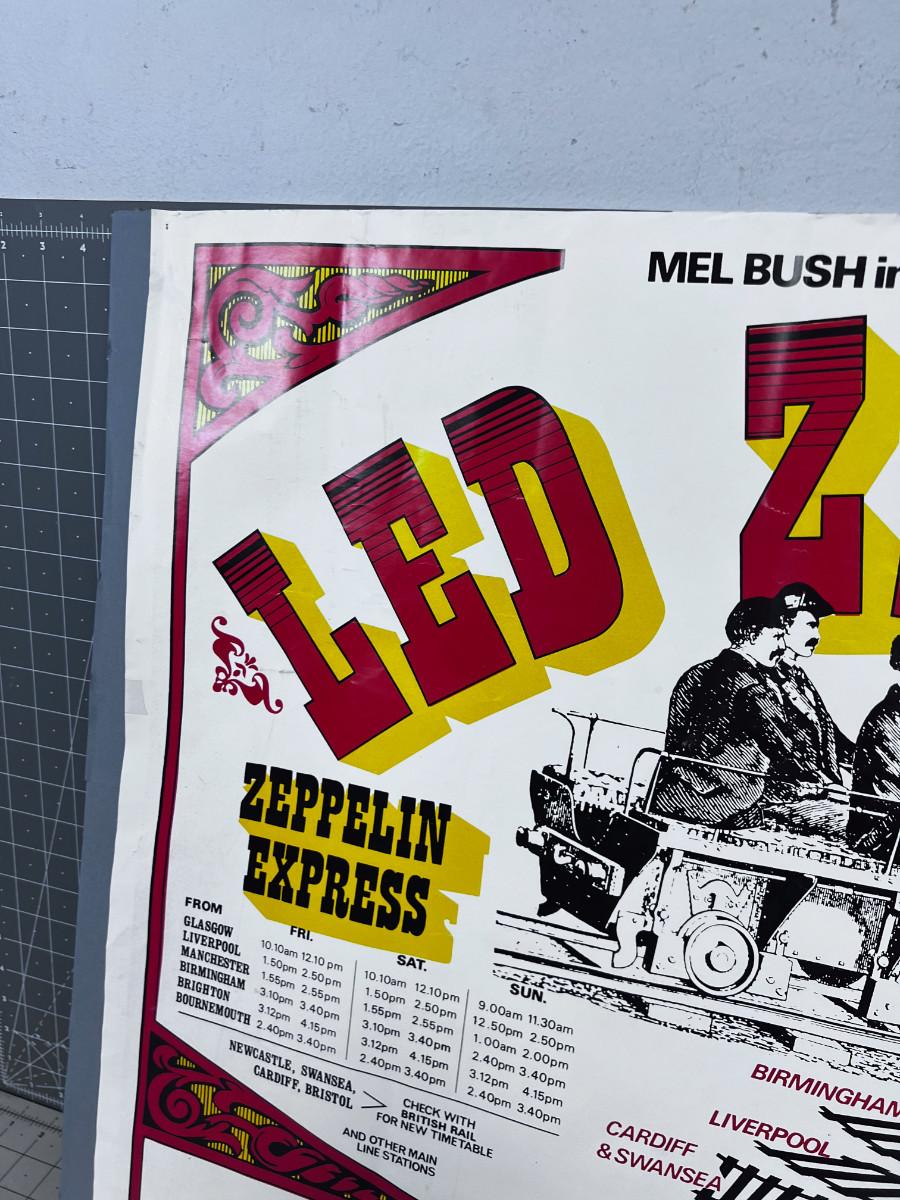 MEL BUSH in
LED
Z
ZEPPELIN
EXPRESS
FROM
FRI.
SAT.
SUN.
GLASGOW 10.10am 12.10pm 10.10am 12.10pm 9.00am 11.30am
LIVERPOOL 1.50pm 2.50pm 1.50pm 2.50pm 12.50pm 2.50pm
MANCHESTER 1.55pm 2.55pm 1.55pm 2.55pm 1.00am 2.00pm
BIRMINGHAM 3.10pm 3.40pm 3.10pm 3.40pm 2.40pm 3.40pm
BRIGHTON 3.12pm 4.15pm 3.12pm 4.15pm 3.12pm 4.15pm
BOURNEMOUTH 2.40pm 3.40pm 2.40pm 3.40pm 2.40pm 3.40pm
NEWCASTLE, SWANSEA,
CARDIFF, BRISTOL
CHECK WITH
BRITISH RAIL
FOR NEW TIMETABLE
AND OTHER MAIN
LINE STATIONS
BIRMINGHAM
LIVERPOOL
CARDIFF
& SWANSEA
2 3 4